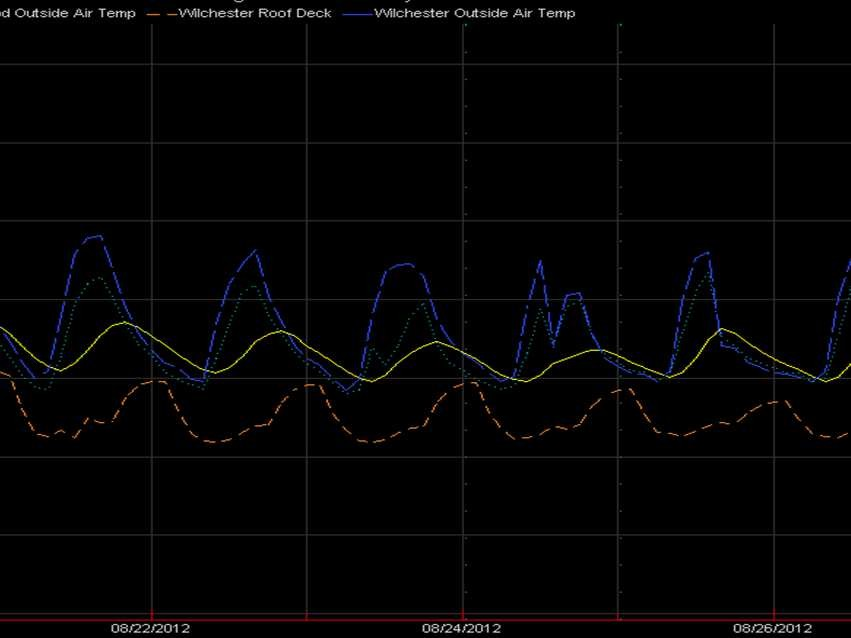 d Outside Air Temp Wilchester Roof Deck Wilchester Outside Air Temp
08/22/2012 08/24/2012 08/26/2012